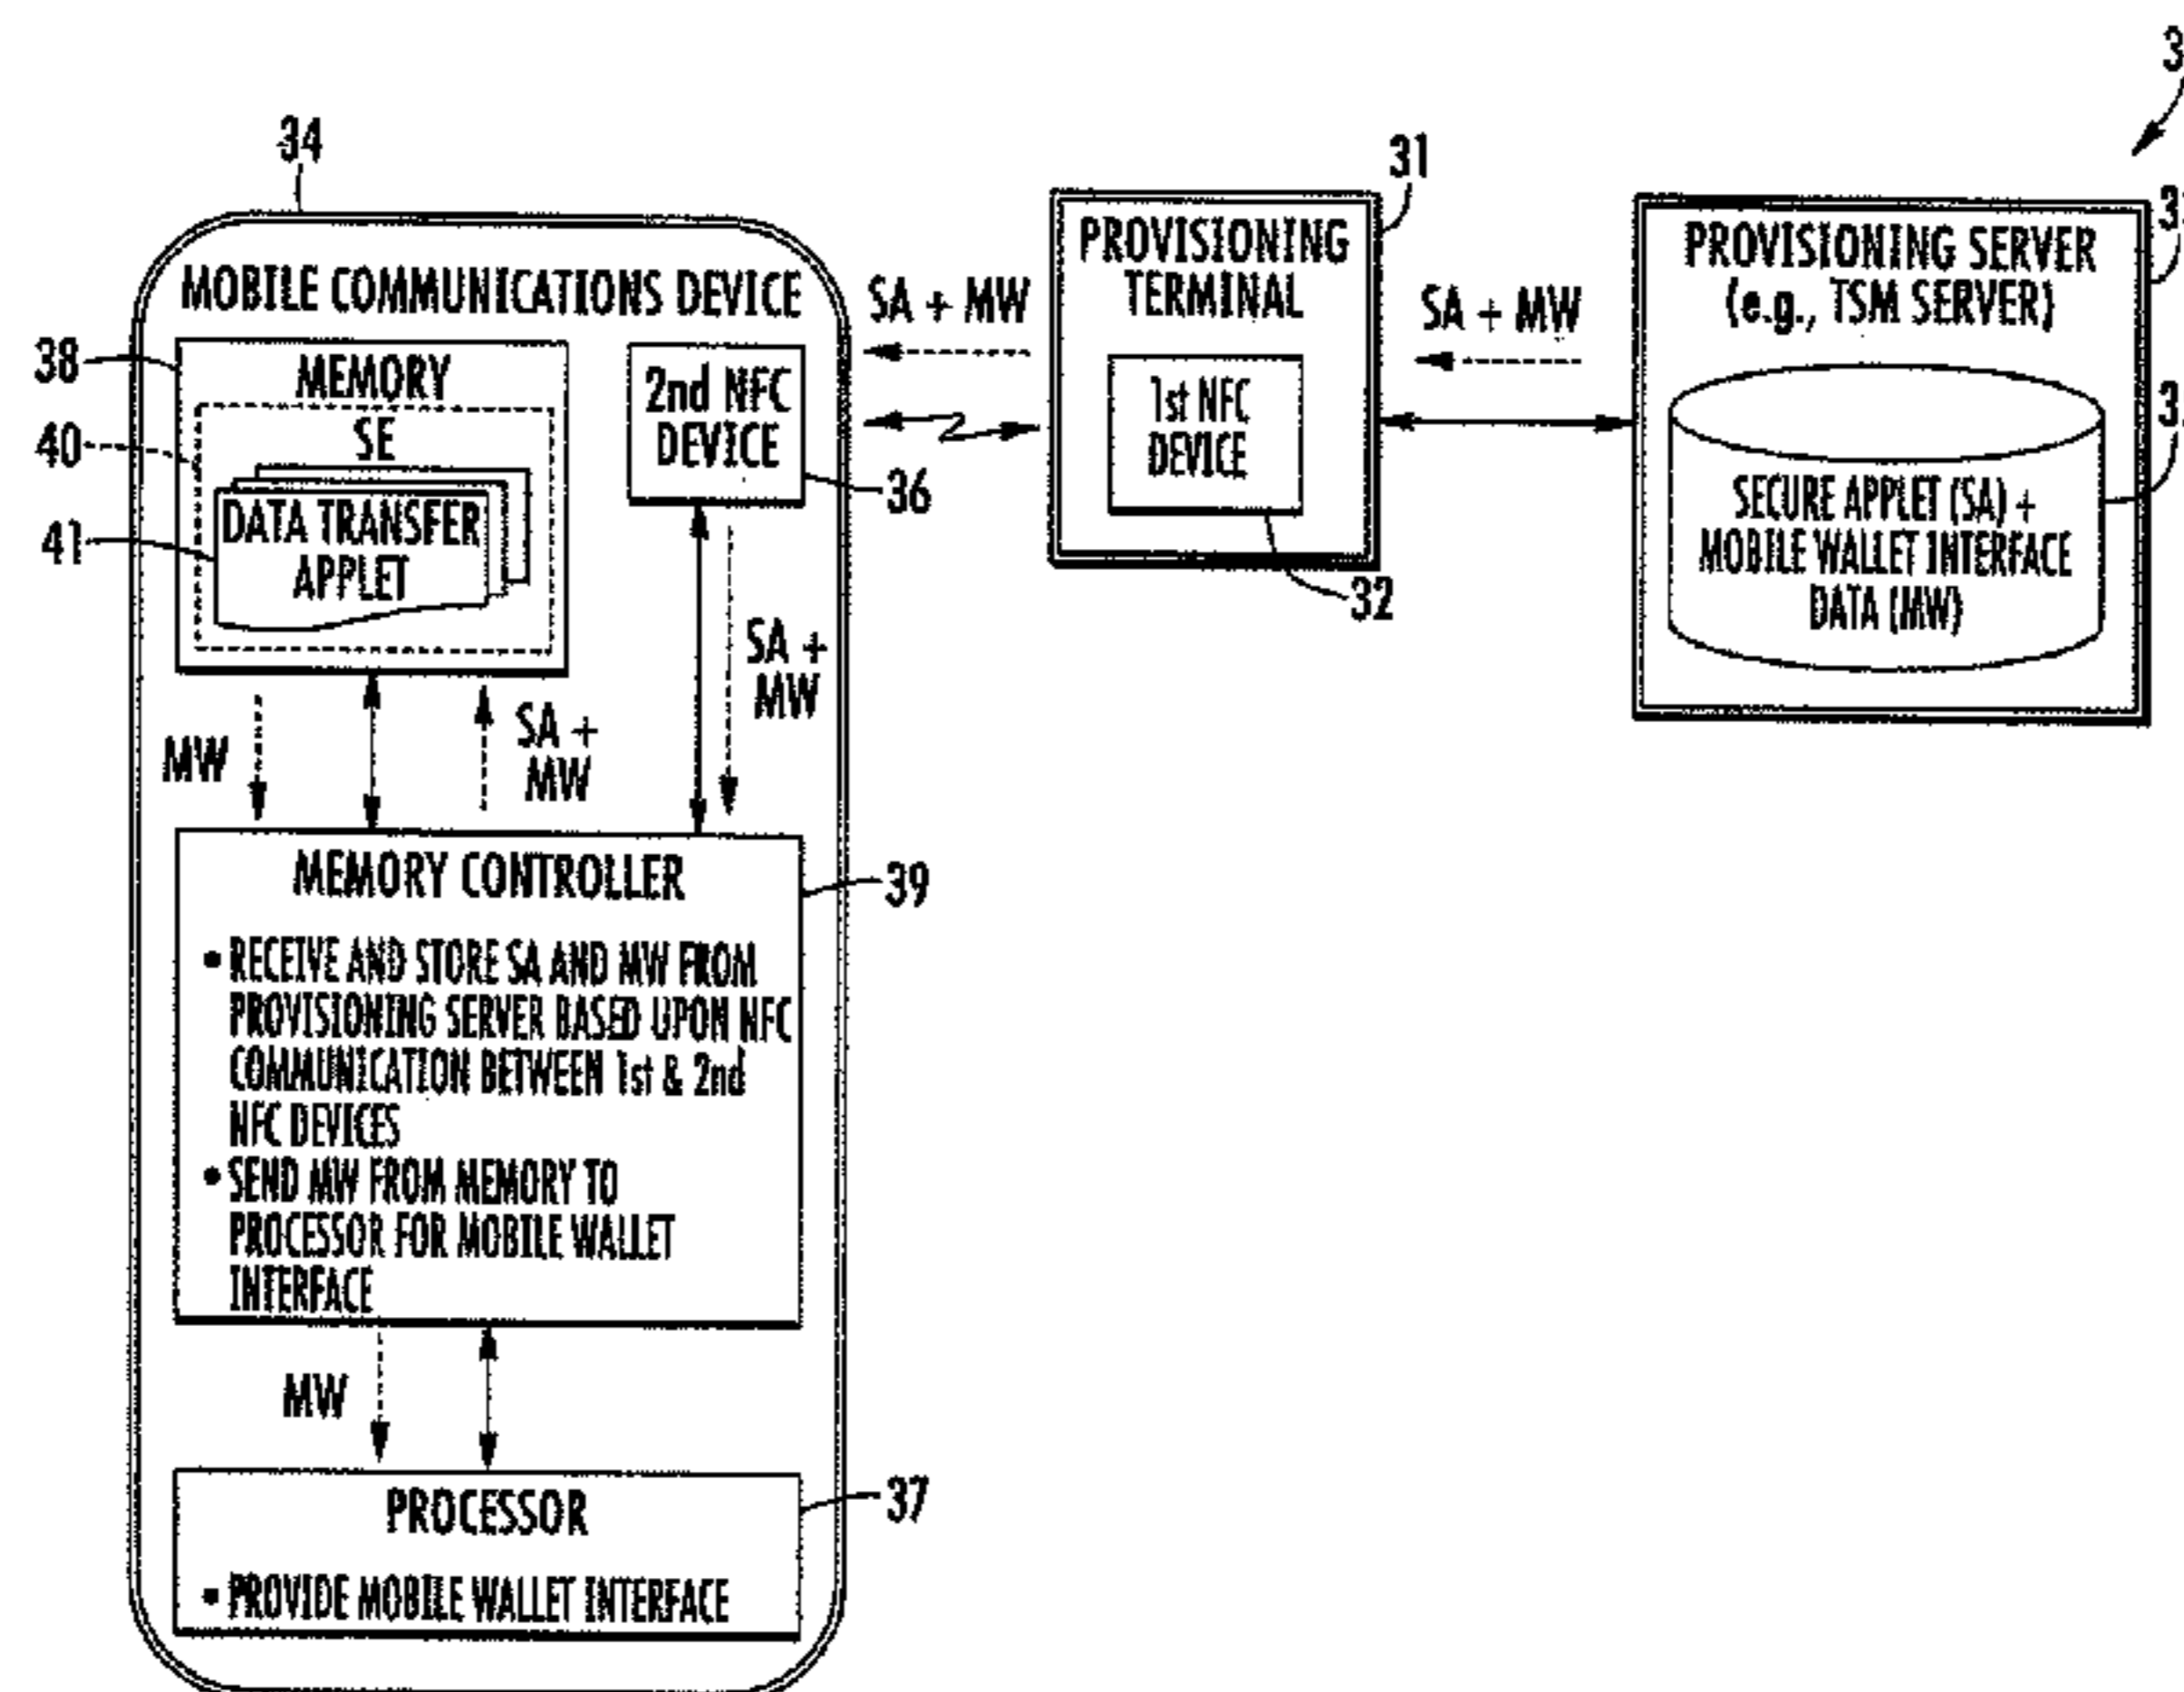 34
MOBILE COMMUNICATIONS DEVICE
38
MEMORY
40
SE
41
DATA TRANSFER
APPLET
2nd NFC
DEVICE
36
SA + MW
PROVISIONING
TERMINAL
31
1st NFC
DEVICE
32
SA + MW
3
PROVISIONING SERVER
(e.g., TSM SERVER)
3
SECURE APPLET (SA) +
MOBILE WALLET INTERFACE
DATA (MW)
3
MW
SA +
MW
SA +
MW
MEMORY CONTROLLER
39
• RECEIVE AND STORE SA AND MW FROM
PROVISIONING SERVER BASED UPON NFC
COMMUNICATION BETWEEN 1st & 2nd
NFC DEVICES
• SEND MW FROM MEMORY TO
PROCESSOR FOR MOBILE WALLET
INTERFACE
MW
PROCESSOR
37
• PROVIDE MOBILE WALLET INTERFACE